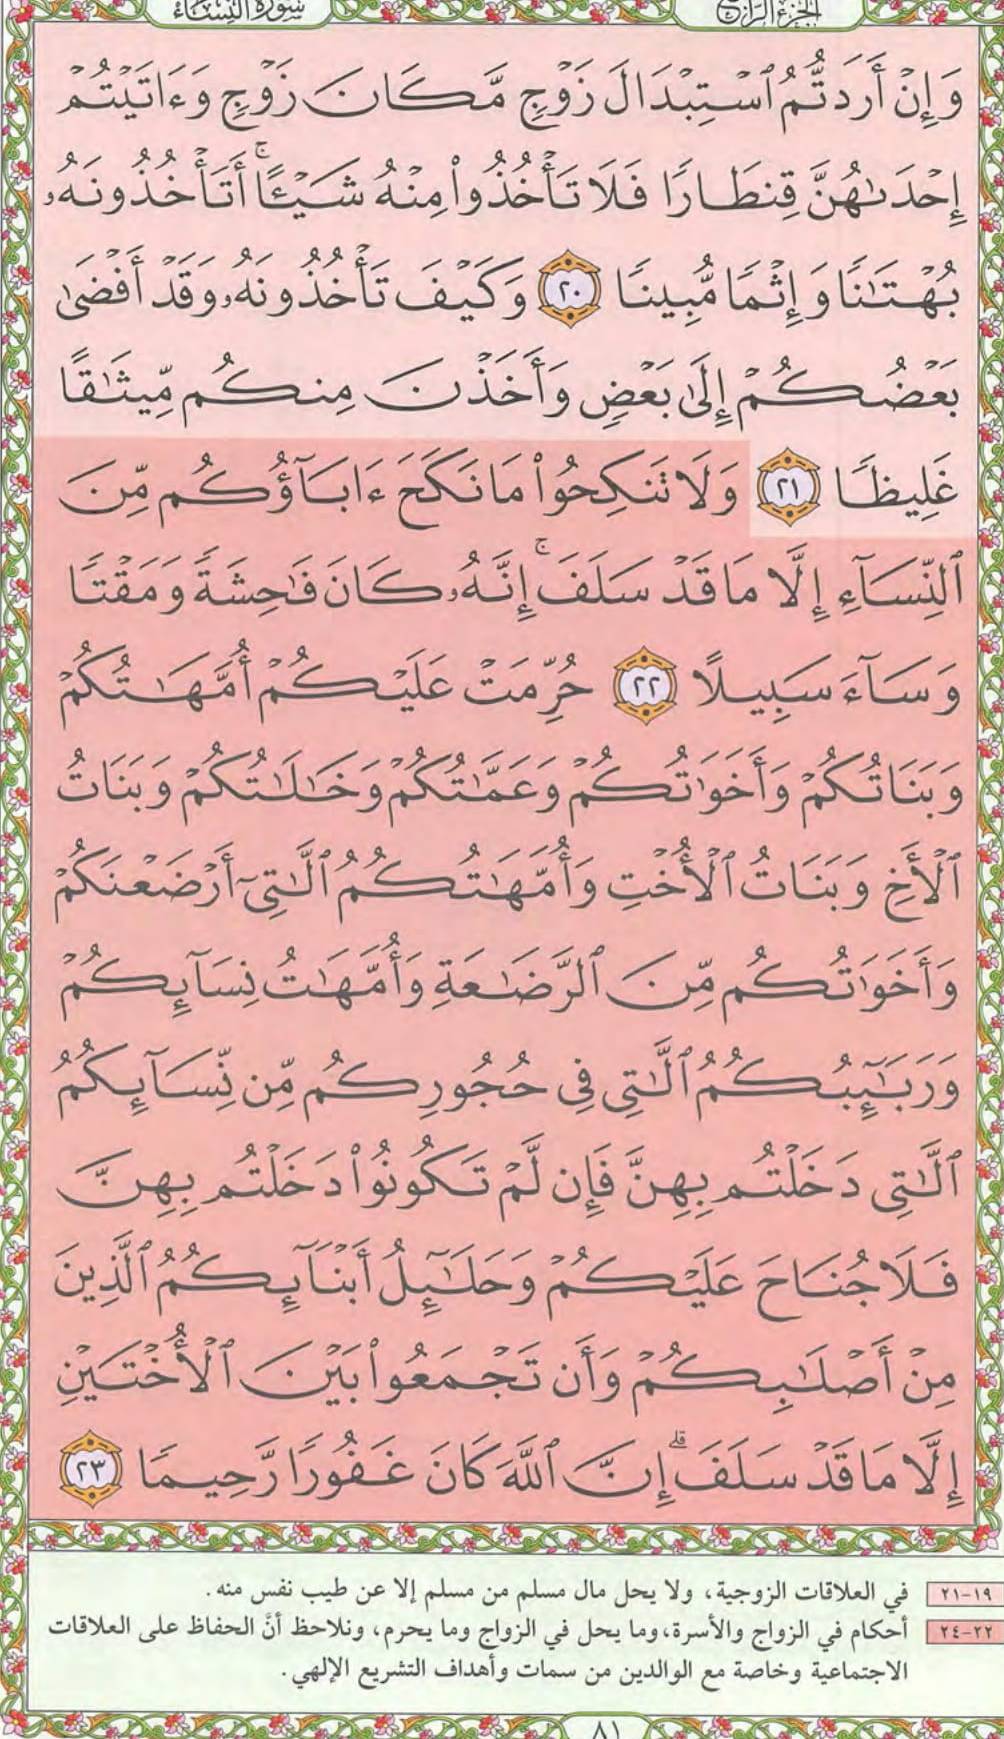 الجزء الرابع
سورة النساء
وَإِنْ أَرَدتُّمُ ٱسْتِبْدَالَ زَوْجٍ مَّكَانَ زَوْجٍ وَءَاتَيْتُمْ
إِحْدَىٰهُنَّ قِنطَارًا فَلَا تَأْخُذُوا۟ مِنْهُ شَيْـًٔا ۚ أَتَأْخُذُونَهُۥ
بُهْتَـٰنًا وَإِثْمًا مُّبِينًا ٢٠ وَكَيْفَ تَأْخُذُونَهُۥ وَقَدْ أَفْضَىٰ
بَعْضُكُمْ إِلَىٰ بَعْضٍ وَأَخَذْنَ مِنكُم مِّيثَـٰقًا
غَلِيظًا ٢١ وَلَا تَنكِحُوا۟ مَا نَكَحَ ءَابَآؤُكُم مِّنَ
ٱلنِّسَآءِ إِلَّا مَا قَدْ سَلَفَ ۚ إِنَّهُۥ كَانَ فَـٰحِشَةً وَمَقْتًا
وَسَآءَ سَبِيلًا ٢٢ حُرِّمَتْ عَلَيْكُمْ أُمَّهَـٰتُكُمْ
وَبَنَاتُكُمْ وَأَخَوَٰتُكُمْ وَعَمَّـٰتُكُمْ وَخَـٰلَـٰتُكُمْ وَبَنَاتُ
ٱلْأَخِ وَبَنَاتُ ٱلْأُخْتِ وَأُمَّهَـٰتُكُمُ ٱلَّـٰتِىٓ أَرْضَعْنَكُمْ
وَأَخَوَٰتُكُم مِّنَ ٱلرَّضَـٰعَةِ وَأُمَّهَـٰتُ نِسَآئِكُمْ
وَرَبَـٰٓئِبُكُمُ ٱلَّـٰتِى فِى حُجُورِكُم مِّن نِّسَآئِكُمُ
ٱلَّـٰتِى دَخَلْتُم بِهِنَّ فَإِن لَّمْ تَكُونُوا۟ دَخَلْتُم بِهِنَّ
فَلَا جُنَاحَ عَلَيْكُمْ وَحَلَـٰٓئِلُ أَبْنَآئِكُمُ ٱلَّذِينَ
مِنْ أَصْلَـٰبِكُمْ وَأَن تَجْمَعُوا۟ بَيْنَ ٱلْأُخْتَيْنِ
إِلَّا مَا قَدْ سَلَفَ ۗ إِنَّ ٱللَّهَ كَانَ غَفُورًا رَّحِيمًا ٢٣
١٩-٢١ في العلاقات الزوجية، ولا يحل مال مسلم من مسلم إلا عن طيب نفس منه.
٢٢-٢٤ أحكام في الزواج والأسرة، وما يحل في الزواج وما يحرم، ونلاحظ أنَّ الحفاظ على العلاقات
الاجتماعية وخاصة مع الوالدين من سمات وأهداف التشريع الإلهي.
٨١